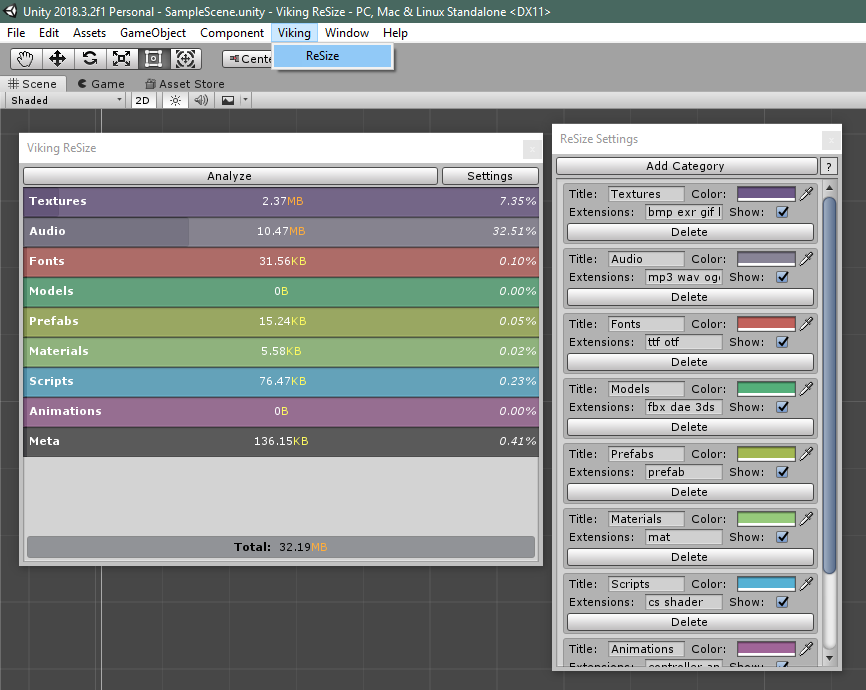 Unity 2018.3.2f1 Personal - SampleScene.unity - Viking ReSize - PC, Mac & Linux Standalone <DX11>
File Edit Assets GameObject Component Viking Window Help
ReSize
Cente
Scene Game Asset Store
Shaded 2D
Viking ReSize
Analyze Settings
Textures 2.37MB 7.35%
Audio 10.47MB 32.51%
Fonts 31.56KB 0.10%
Models 0B 0.00%
Prefabs 15.24KB 0.05%
Materials 5.58KB 0.02%
Scripts 76.47KB 0.23%
Animations 0B 0.00%
Meta 136.15KB 0.41%
Total: 32.19MB
ReSize Settings
Add Category ?
Title: Textures Color:
Extensions: bmp exr gif Show:
Delete
Title: Audio Color:
Extensions: mp3 wav ogg Show:
Delete
Title: Fonts Color:
Extensions: ttf otf Show:
Delete
Title: Models Color:
Extensions: fbx dae 3ds Show:
Delete
Title: Prefabs Color:
Extensions: prefab Show:
Delete
Title: Materials Color:
Extensions: mat Show:
Delete
Title: Scripts Color:
Extensions: cs shader Show:
Delete
Title: Animations Color:
Extensions: controller an Show: